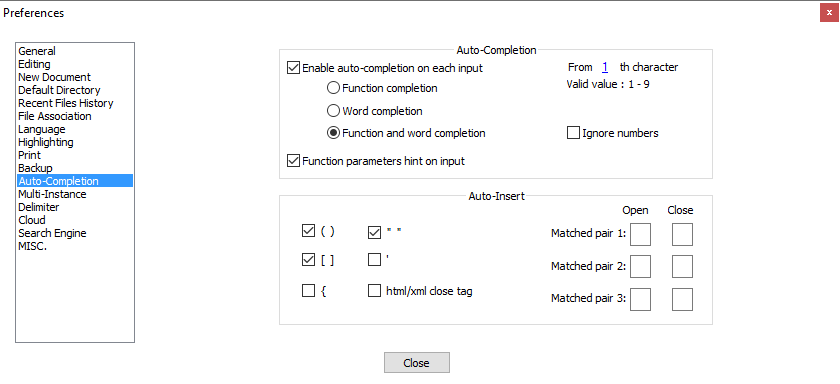 Preferences
x
General
Editing
New Document
Default Directory
Recent Files History
File Association
Language
Highlighting
Print
Backup
Auto-Completion
Multi-Instance
Delimiter
Cloud
Search Engine
MISC.
Auto-Completion
Enable auto-completion on each input
From 1 th character
Valid value : 1 - 9
Function completion
Word completion
Function and word completion
Ignore numbers
Function parameters hint on input
Auto-Insert
Open Close
( ) " "
Matched pair 1:
[ ] '
Matched pair 2:
{ html/xml close tag
Matched pair 3:
Close